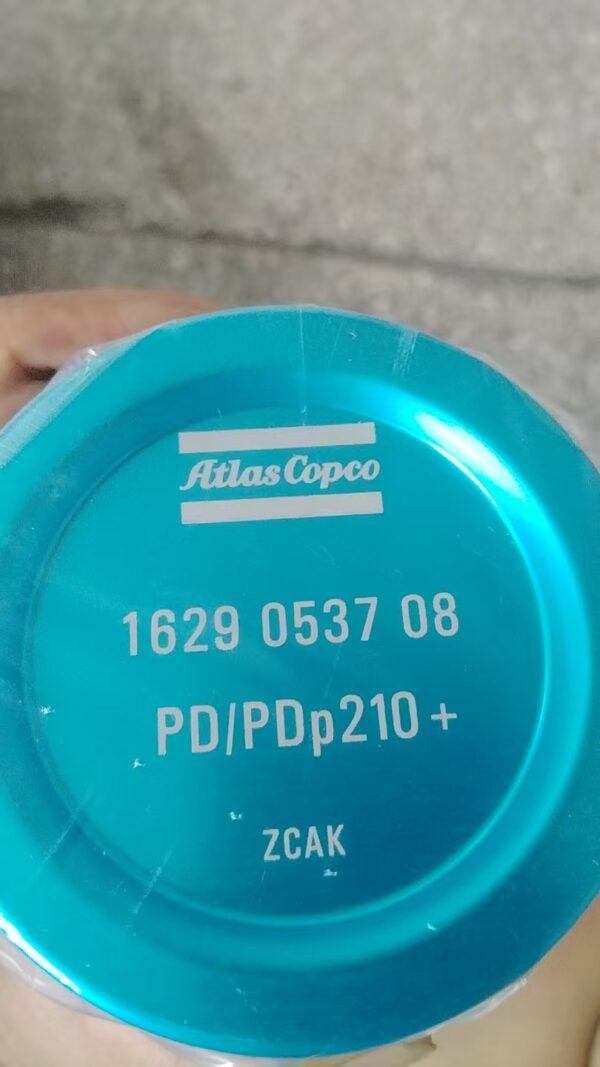 Atlas Copco
1629 0537 08
PD/PDp210+
ZCAK